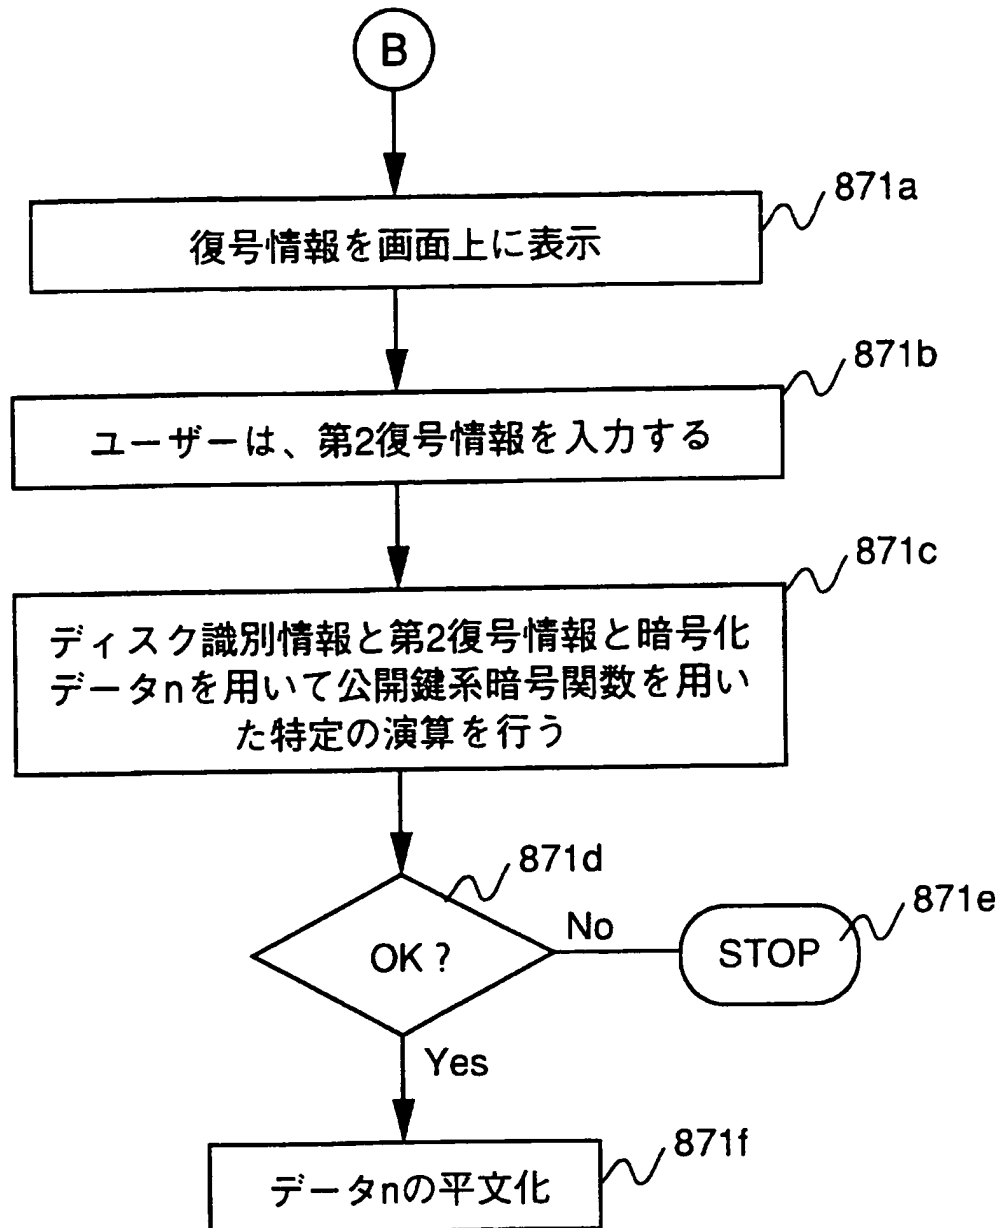 B
871a
復号情報を画面上に表示
871b
ユーザーは、第2復号情報を入力する
871c
ディスク識別情報と第2復号情報と暗号化
データnを用いて公開鍵系暗号関数を用い
た特定の演算を行う
871d
OK ?
No
871e
STOP
Yes
871f
データnの平文化